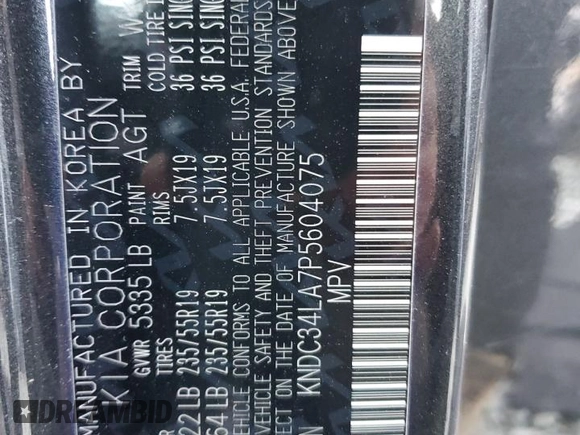 MANUFACTURED IN KOREA BY
KIA CORPORATION
GVWR 5335 LB PAINT AGT TRIM W
TIRES RIMS COLD TIRE
22LB 235/55R19 7.5JX19 36 PSI SING
64LB 235/55R19 7.5JX19 36 PSI SING
VEHICLE CONFORMS TO ALL APPLICABLE U.S.A. FEDERAL
VEHICLE SAFETY AND THEFT PREVENTION STANDARDS
ON THE DATE OF MANUFACTURE SHOWN ABOVE
KNDC34LA7P5604075
MPV
DREAMBID